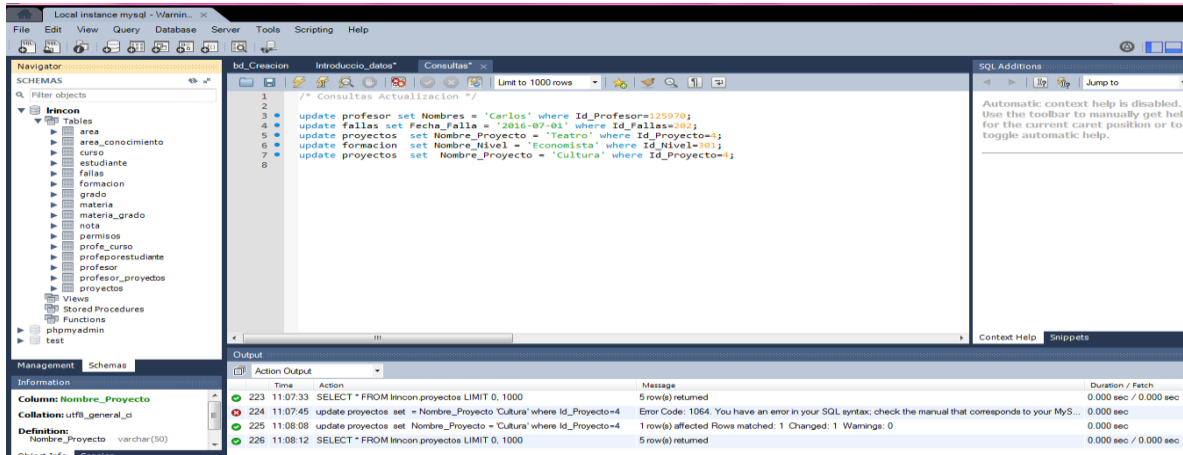 Local instance mysql - Warnin... ×
File Edit View Query Database Server Tools Scripting Help
Navigator
SCHEMAS
Filter objects
lrincon
Tables
area
area_conocimiento
curso
estudiante
fallas
formacion
grado
materia
materia_grado
nota
permisos
profe_curso
profeporestudiante
profesor
profesor_proyectos
proyectos
Views
Stored Procedures
Functions
phpmyadmin
test
Management Schemas
Information
Column: Nombre_Proyecto
Collation: utf8_general_ci
Definition:
Nombre_Proyecto varchar(50)
Object Info Session
bd_Creacion Introduccio_datos* Consultas* ×
Limit to 1000 rows
1 /* Consultas Actualizacion */
2
3 update profesor set Nombres = 'Carlos' where Id_Profesor=125970;
4 update fallas set Fecha_Falla = '2016-07-01' where Id_Fallas=202;
5 update proyectos set Nombre_Proyecto = 'Teatro' where Id_Proyecto=4;
6 update formacion set Nombre_Nivel = 'Economista' where Id_Nivel=301;
7 update proyectos set Nombre_Proyecto = 'Cultura' where Id_Proyecto=4;
8
SQL Additions
Jump to
Automatic context help is disabled.
Use the toolbar to manually get hel
for the current caret position or to
toggle automatic help.
Context Help Snippets
Output
Action Output
Time Action Message Duration / Fetch
223 11:07:33 SELECT * FROM lrincon.proyectos LIMIT 0, 1000 5 row(s) returned 0.000 sec / 0.000 sec
224 11:07:45 update proyectos set = Nombre_Proyecto 'Cultura' where Id_Proyecto=4 Error Code: 1064. You have an error in your SQL syntax; check the manual that corresponds to your MyS... 0.000 sec
225 11:08:08 update proyectos set Nombre_Proyecto = 'Cultura' where Id_Proyecto=4 1 row(s) affected Rows matched: 1 Changed: 1 Warnings: 0 0.000 sec
226 11:08:12 SELECT * FROM lrincon.proyectos LIMIT 0, 1000 5 row(s) returned 0.000 sec / 0.000 sec